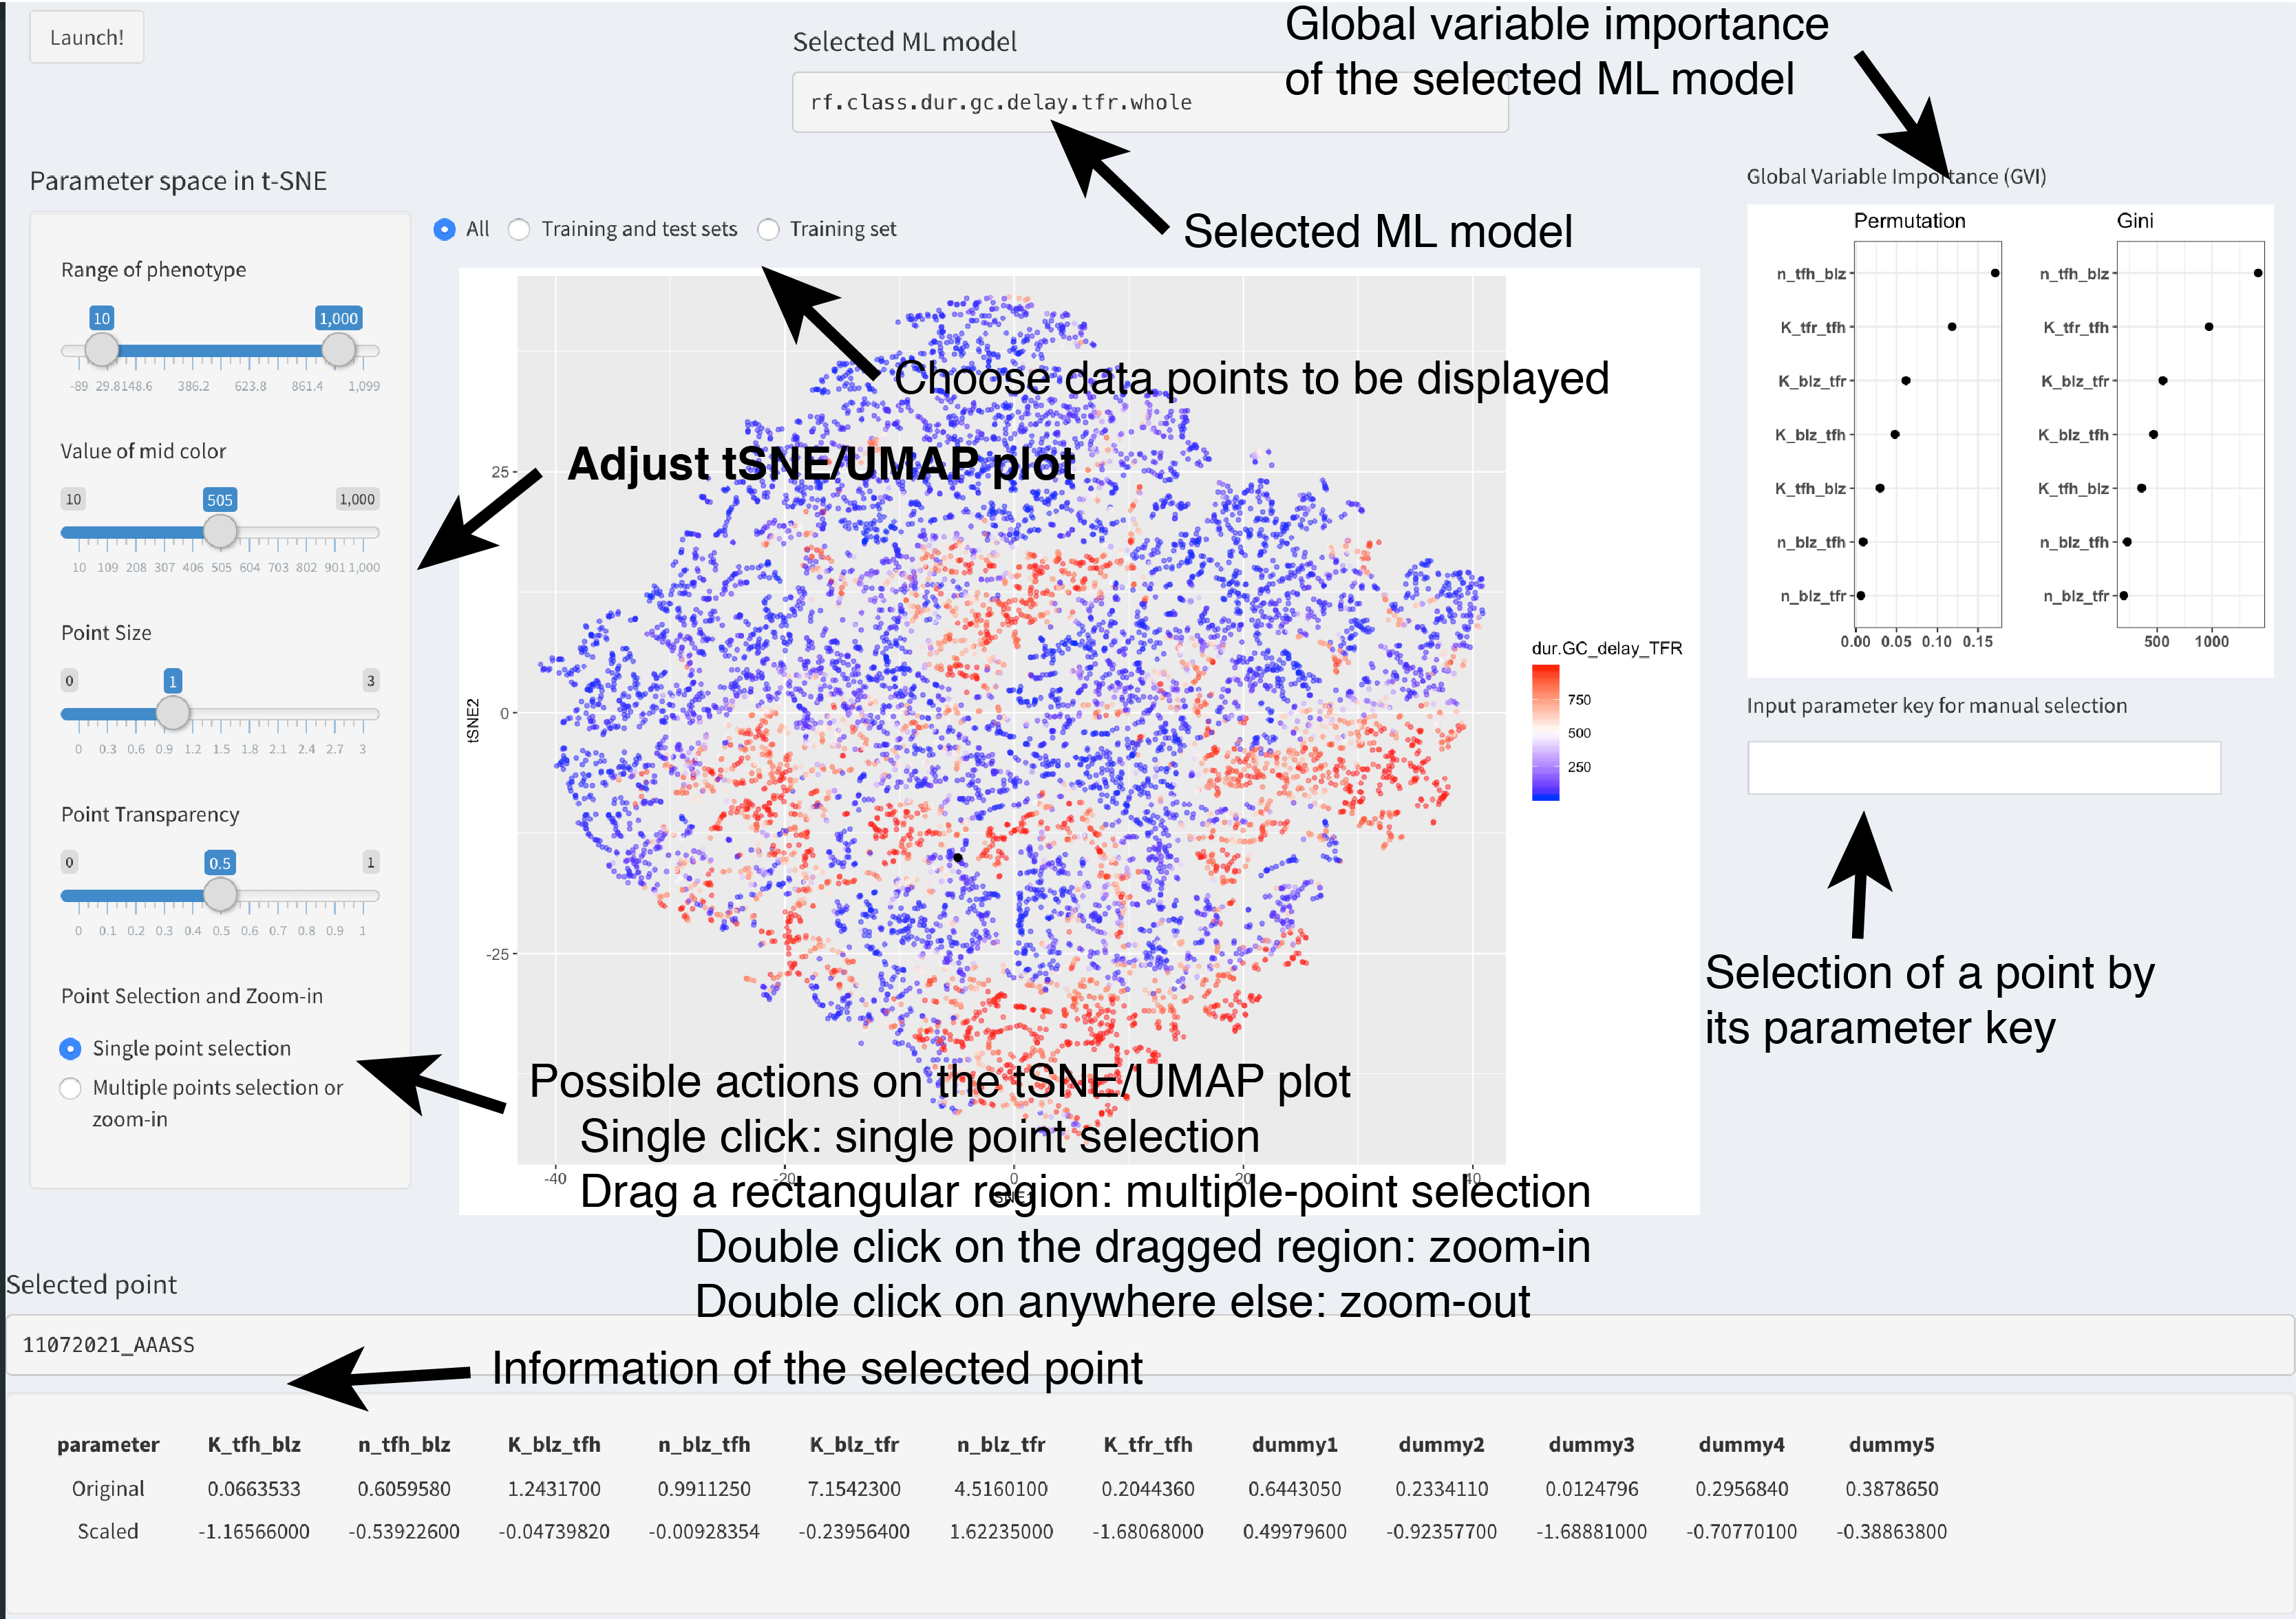 Launch!
Selected ML model
rf.class.dur.gc.delay.tfr.whole
Global variable importance
of the selected ML model
Selected ML model
Parameter space in t-SNE
Range of phenotype
10 1,000
-89 29.8 148.6 386.2 623.8 861.4 1,099
Value of mid color
10 505 1,000
10 109 208 307 406 505 604 703 802 901 1,000
Point Size
0 1 3
0 0.3 0.6 0.9 1.2 1.5 1.8 2.1 2.4 2.7 3
Point Transparency
0 0.5 1
0 0.1 0.2 0.3 0.4 0.5 0.6 0.7 0.8 0.9 1
Point Selection and Zoom-in
Single point selection
Multiple points selection or
zoom-in
All Training and test sets Training set
Choose data points to be displayed
Adjust tSNE/UMAP plot
25
0
-25
tSNE2
-40 -20 0 20 40
dur.GC_delay_TFR
750
500
250
Possible actions on the tSNE/UMAP plot
Single click: single point selection
Drag a rectangular region: multiple-point selection
Double click on the dragged region: zoom-in
Double click on anywhere else: zoom-out
Global Variable Importance (GVI)
Permutation
n_tfh_blz
K_tfr_tfh
K_blz_tfr
K_blz_tfh
K_tfh_blz
n_blz_tfh
n_blz_tfr
0.00 0.05 0.10 0.15
Gini
n_tfh_blz
K_tfr_tfh
K_blz_tfr
K_blz_tfh
K_tfh_blz
n_blz_tfh
n_blz_tfr
500 1000
Input parameter key for manual selection
Selection of a point by
its parameter key
Selected point
11072021_AAASS
Information of the selected point
parameter K_tfh_blz n_tfh_blz K_blz_tfh n_blz_tfh K_blz_tfr n_blz_tfr K_tfr_tfh dummy1 dummy2 dummy3 dummy4 dummy5
Original 0.0663533 0.6059580 1.2431700 0.9911250 7.1542300 4.5160100 0.2044360 0.6443050 0.2334110 0.0124796 0.2956840 0.3878650
Scaled -1.16566000 -0.53922600 -0.04739820 -0.00928354 -0.23956400 1.62235000 -1.68068000 0.49979600 -0.92357700 -1.68881000 -0.70770100 -0.38863800